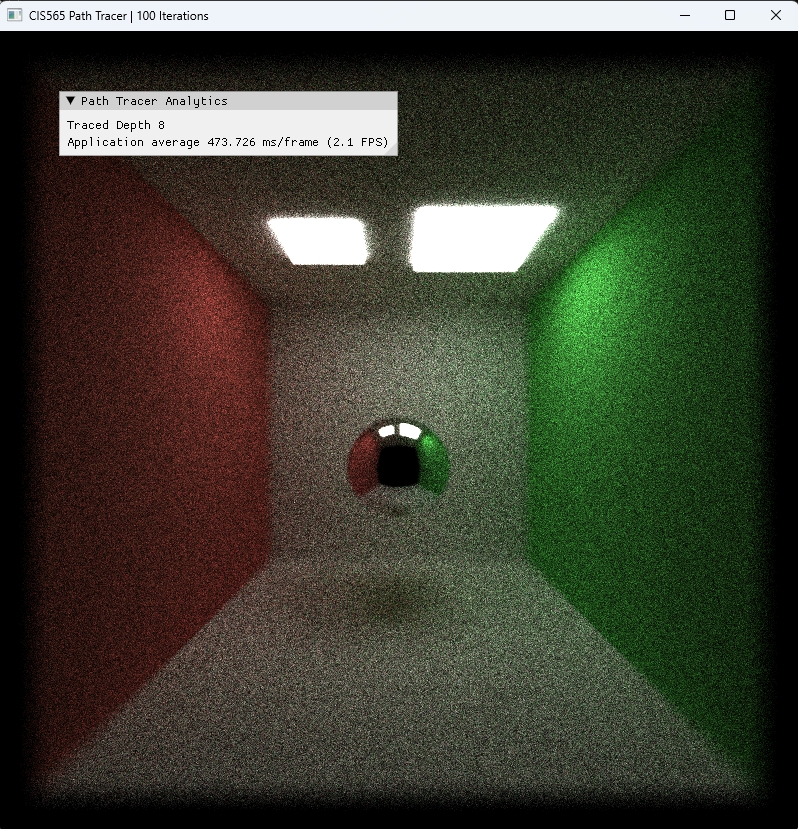 CIS565 Path Tracer | 100 Iterations
Path Tracer Analytics
Traced Depth 8
Application average 473.726 ms/frame (2.1 FPS)